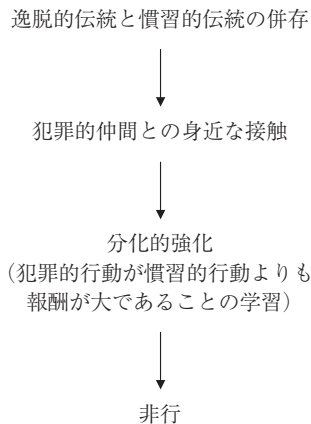 逸脱的伝統と慣習的伝統の併存
犯罪的仲間との身近な接触
分化的強化
（犯罪的行動が慣習的行動よりも
報酬が大であることの学習）
非行